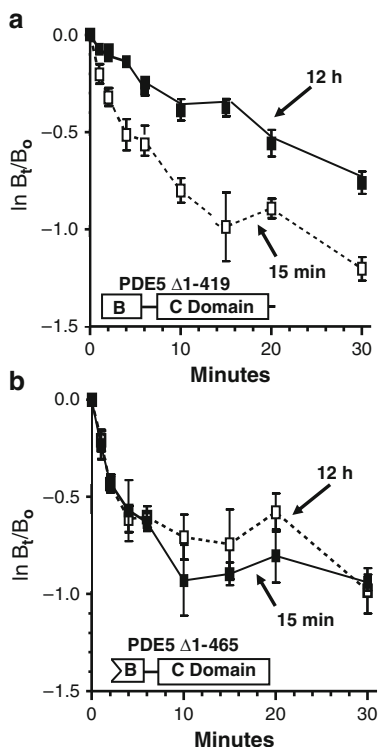 a
0.0
12 h
−0.5
ln Bt/Bo
−1.0
15 min
PDE5 Δ1-419
B
C Domain
−1.5
0
10
20
30
Minutes
b
0.0
12 h
−0.5
ln Bt/Bo
−1.0
15 min
PDE5 Δ1-465
B
C Domain
−1.5
0
10
20
30
Minutes